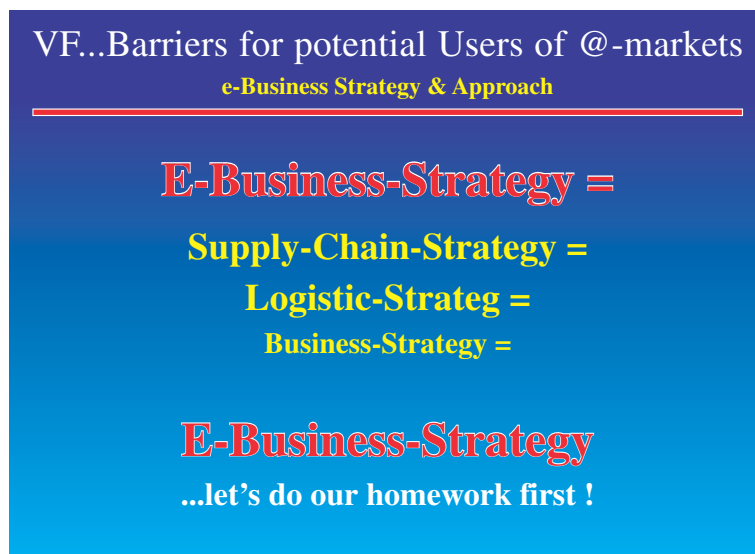 VF...Barriers for potential Users of @-markets
e-Business Strategy & Approach
E-Business-Strategy =
Supply-Chain-Strategy =
Logistic-Strateg =
Business-Strategy =
E-Business-Strategy
...let's do our homework first !